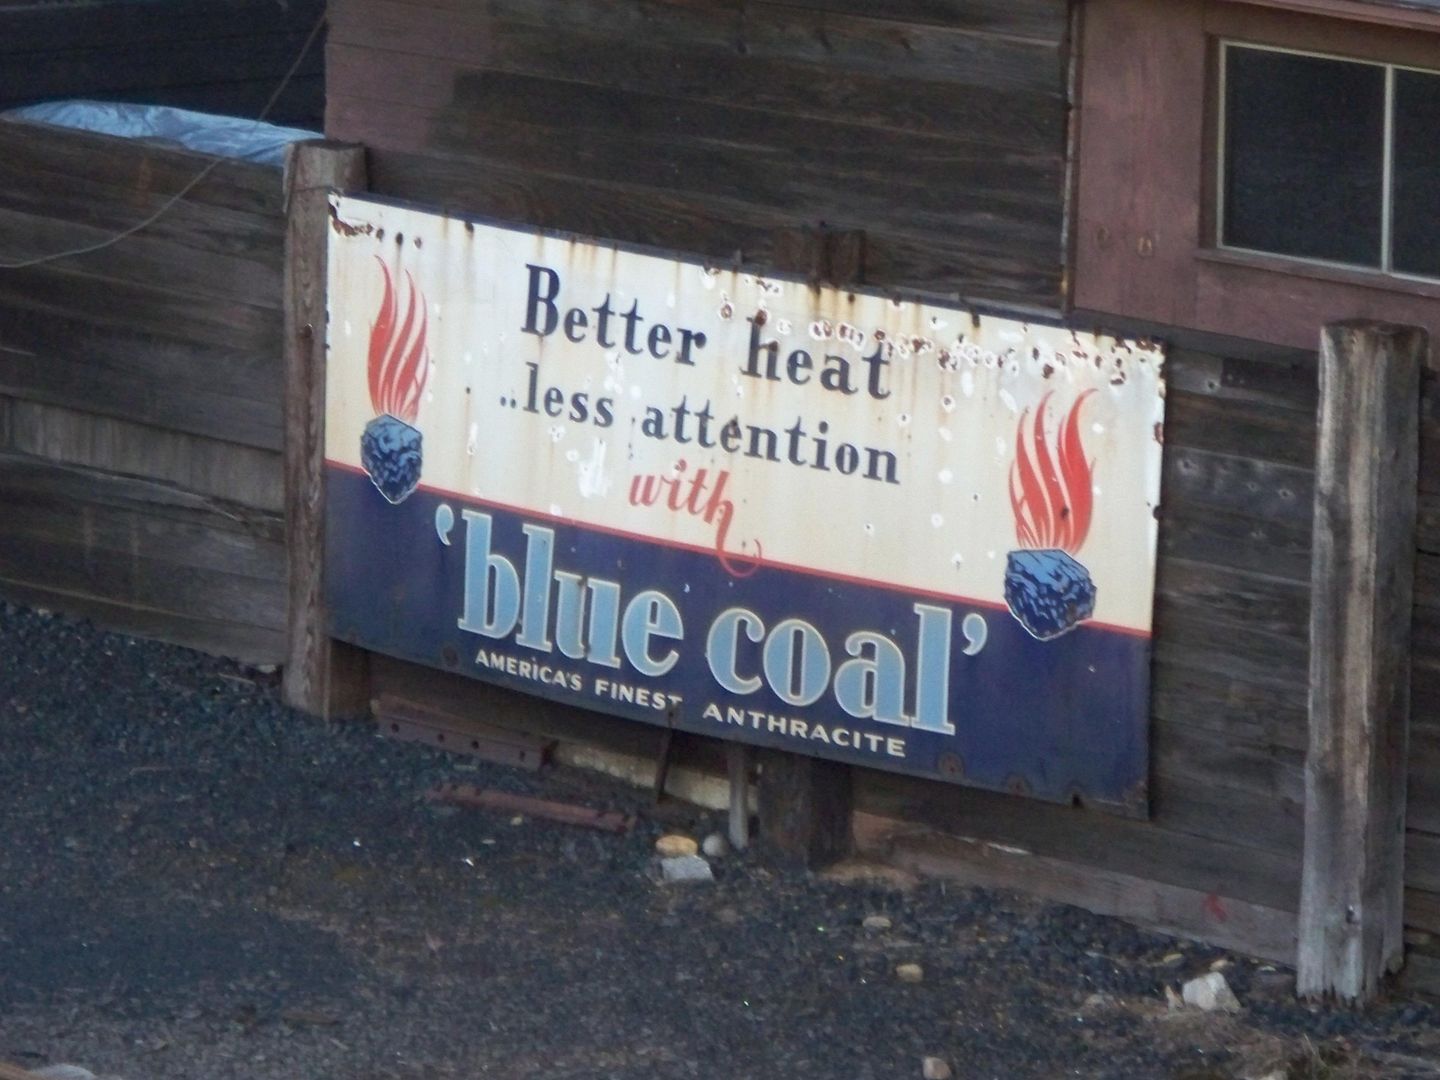 Better heat
..less attention
with
'blue coal'
AMERICA'S FINEST ANTHRACITE